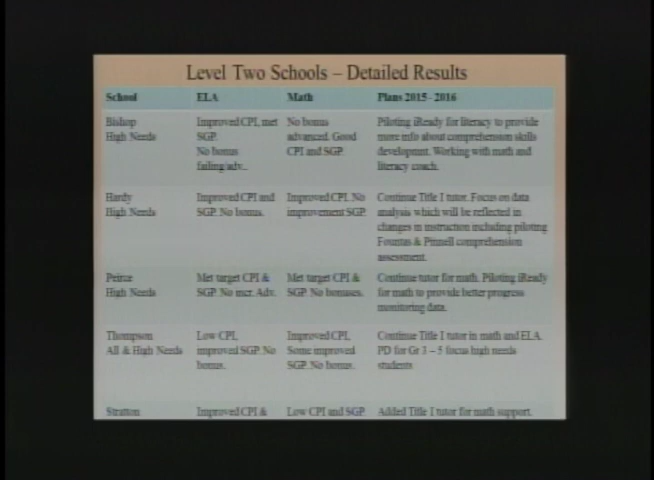 Level Two Schools – Detailed Results
School ELA Math Plans 2015 - 2016
Bishop Improved CPI, met No bonus Piloting iReady for literacy to provide
High Needs SGP. advanced. Good more info about comprehension skills
No bonus CPI and SGP. development. Working with math and
failing/adv.. literacy coach.
Hardy Improved CPI and Improved CPI. No Continue Title I tutor. Focus on data
High Needs SGP. No bonus. improvement SGP. analysis which will be reflected in
changes in instruction including piloting
Fountas & Pinnell comprehension
assessment.
Peirce Met target CPI & Met target CPI & Continue tutor for math. Piloting iReady
High Needs SGP. No incr. Adv. SGP. No bonuses. for math to provide better progress
monitoring data.
Thompson Low CPI, Improved CPI. Continue Title I tutor in math and ELA.
All & High Needs improved SGP. No Some improved PD for Gr 3 – 5 focus high needs
bonus. SGP. No bonus. students
Stratton Improved CPI & Low CPI and SGP. Added Title I tutor for math support.